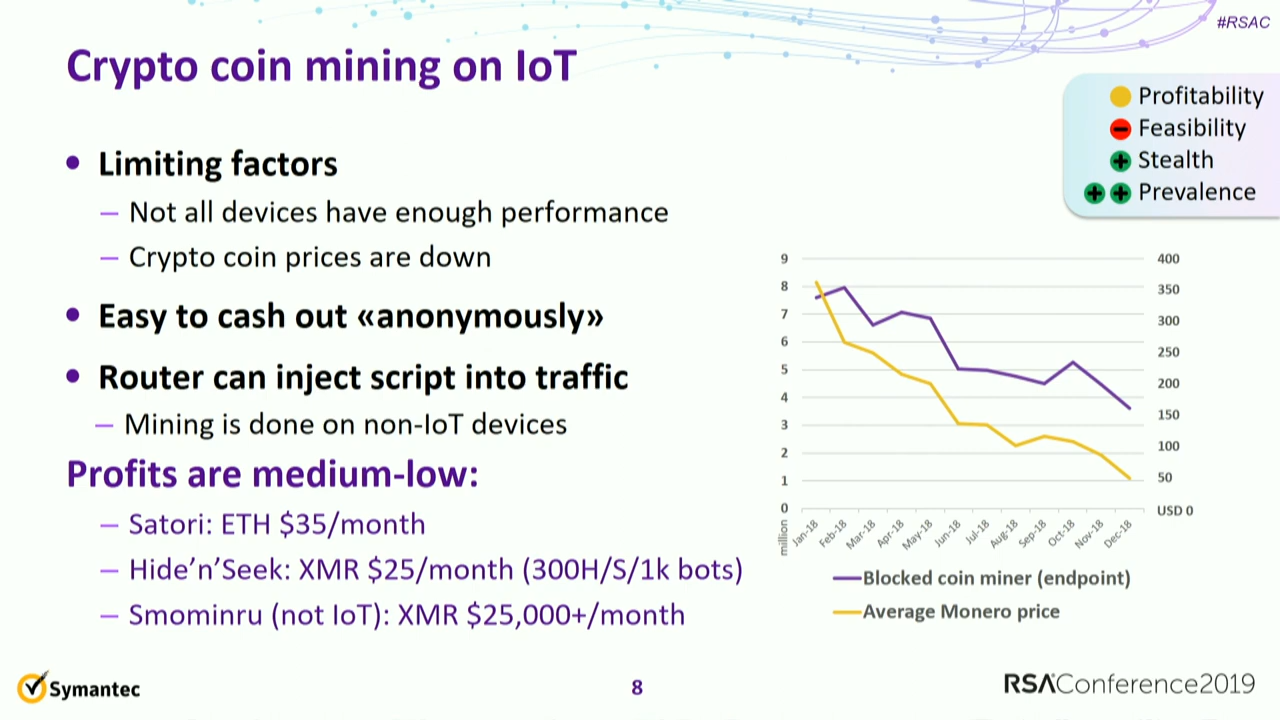 #RSAC
Crypto coin mining on IoT
Profitability
Feasibility
Stealth
Prevalence
• Limiting factors
– Not all devices have enough performance
– Crypto coin prices are down
• Easy to cash out «anonymously»
• Router can inject script into traffic
– Mining is done on non-IoT devices
Profits are medium-low:
– Satori: ETH $35/month
– Hide’n’Seek: XMR $25/month (300H/S/1k bots)
– Smominru (not IoT): XMR $25,000+/month
9
8
7
6
5
4
3
2
1
0
million
400
350
300
250
200
150
100
50
USD 0
Jan-18
Feb-18
Mar-18
Apr-18
May-18
Jun-18
Jul-18
Aug-18
Sep-18
Oct-18
Nov-18
Dec-18
Blocked coin miner (endpoint)
Average Monero price
Symantec
8
RSAConference2019